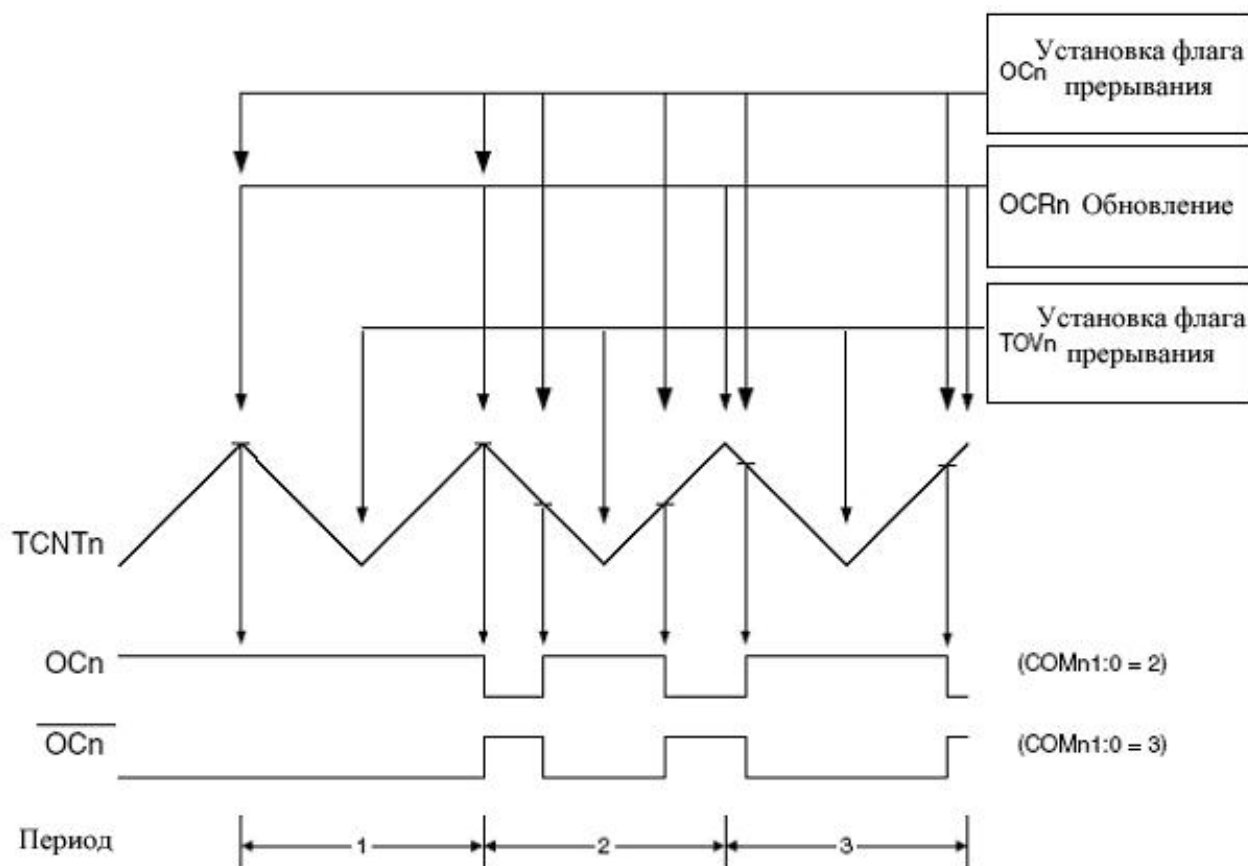 Установка флага
OCn прерывания
OCRn Обновление
Установка флага
TOVn прерывания
TCNTn
OCn
(COMn1:0 = 2)
OCn
(COMn1:0 = 3)
Период
1
2
3